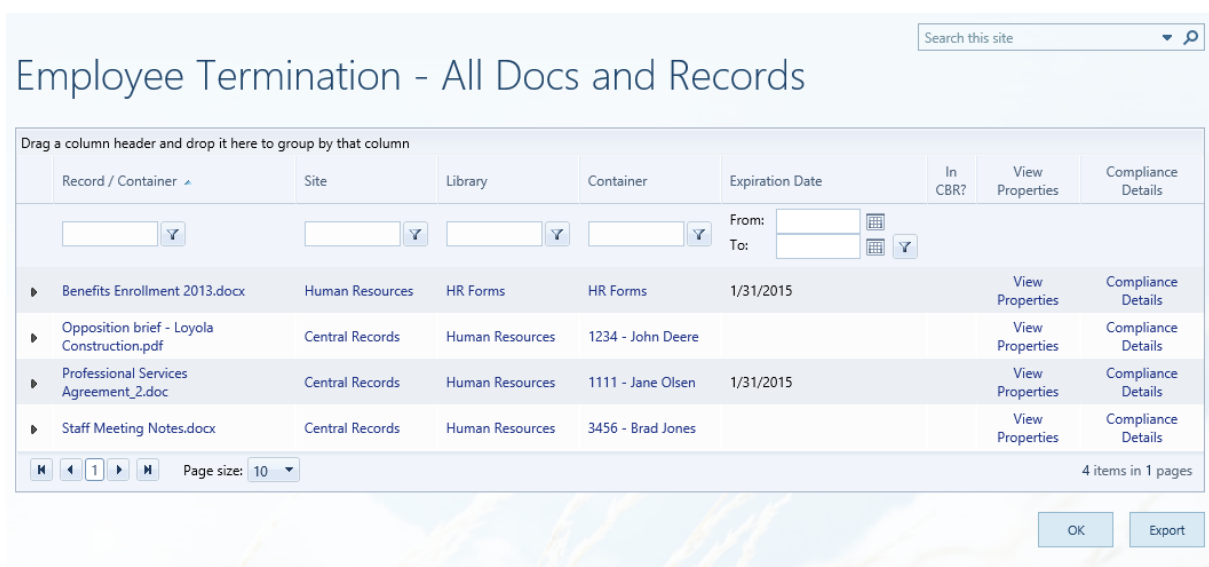 Search this site
Employee Termination - All Docs and Records
Drag a column header and drop it here to group by that column
Record / Container Site Library Container Expiration Date In CBR? View Properties Compliance Details
From:
To:
Benefits Enrollment 2013.docx Human Resources HR Forms HR Forms 1/31/2015 View Properties Compliance Details
Opposition brief - Loyola Construction.pdf Central Records Human Resources 1234 - John Deere View Properties Compliance Details
Professional Services Agreement_2.doc Central Records Human Resources 1111 - Jane Olsen 1/31/2015 View Properties Compliance Details
Staff Meeting Notes.docx Central Records Human Resources 3456 - Brad Jones View Properties Compliance Details
1 Page size: 10 4 items in 1 pages
OK Export